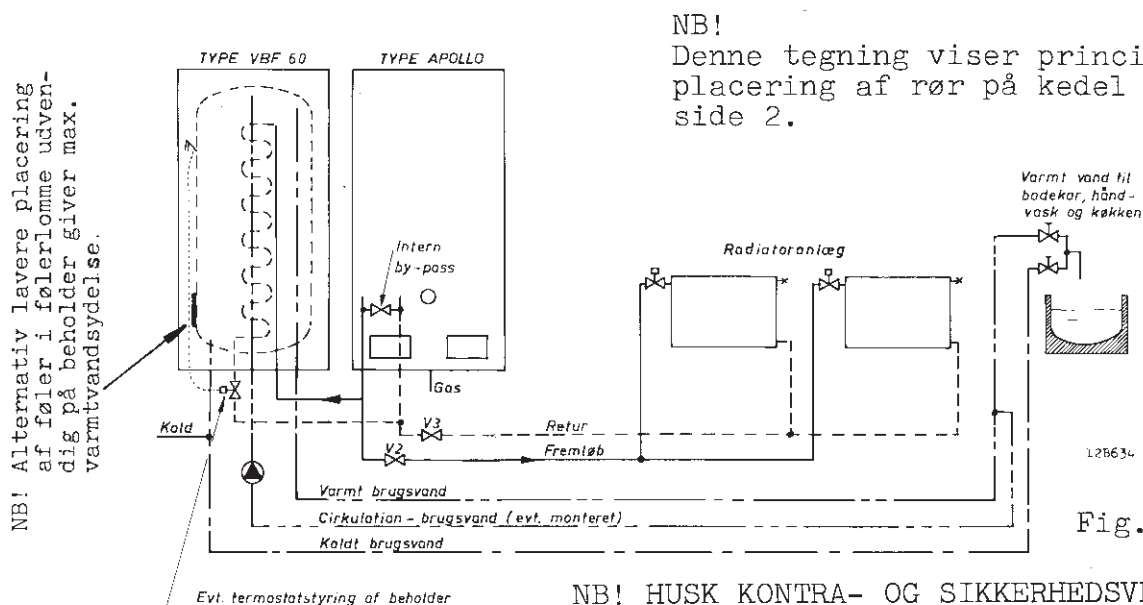 NB!
Denne tegning viser princi
placering af rør på kedel
side 2.
TYPE VBF 60
TYPE APOLLO
NB! Alternativ lavere placering
af føler i følerlomme udven-
dig på beholder giver max.
varmtvandsydelse.
Varmt vand til
badekar, hånd-
vask og køkken
Intern
by-pass
Radiatoranlæg
Gas
Kold
V3
Retur
V2
Fremløb
128634
Varmt brugsvand
Cirkulation - brugsvand (evt. monteret)
Koldt brugsvand
Fig.
Evt. termostatstyring af beholder
NB! HUSK KONTRA- OG SIKKERHEDSVE